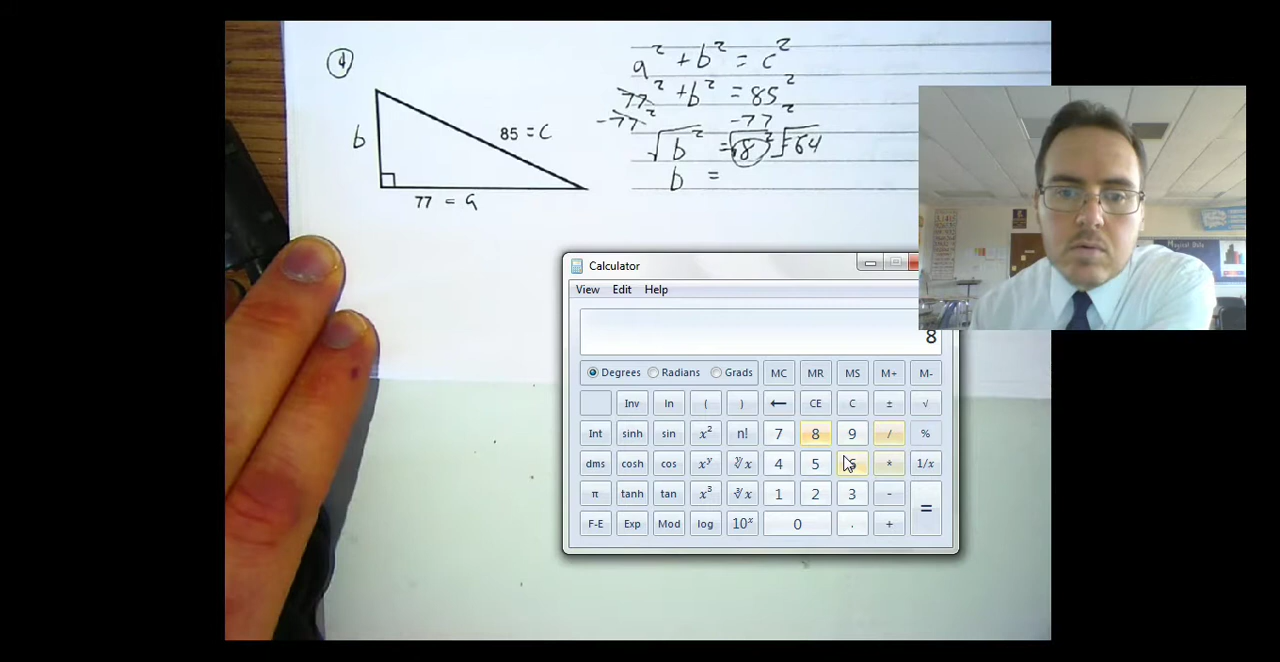 4
a² + b² = c²
77² + b² = 85²
-77² -77²
√b² = √8² √=64
b =
b
85 = c
77 = a
Calculator
View Edit Help
8
Degrees Radians Grads MC MR MS M+ M-
Inv ln ( ) ← CE C ± √
Int sinh sin x² n! 7 8 9 / %
dms cosh cos xʸ ʸ√x 4 5 6 * 1/x
π tanh tan x³ ³√x 1 2 3 - =
F-E Exp Mod log 10ˣ 0 . +